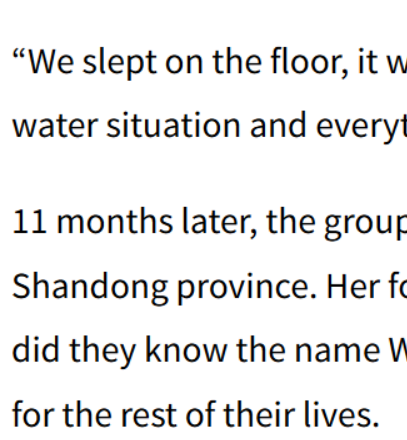 “We slept on the floor, it
water situation and
11 months later, the group
Shandong province. Her
did they know the name
for the rest of their lives.